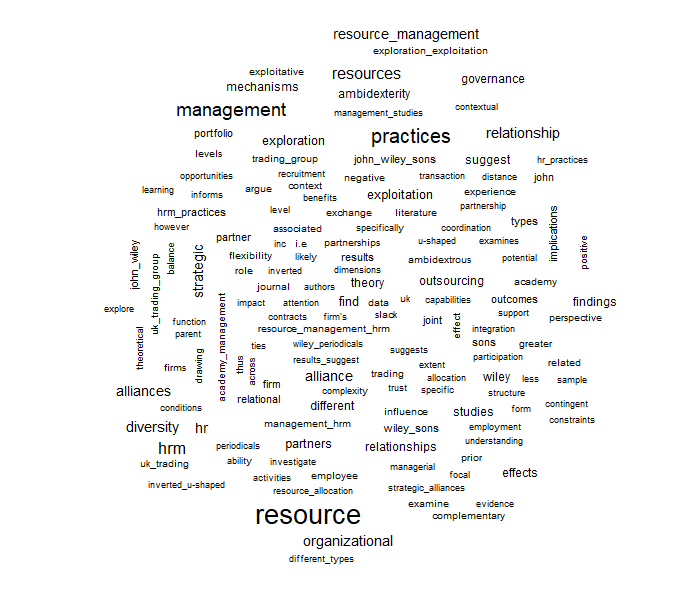 resource_management
exploration_exploitation
exploitative resources governance
mechanisms ambidexterity
management management_studies contextual
portfolio exploration practices relationship
levels trading_group john_wiley_sons suggest hr_practices
opportunities recruitment negative transaction distance john
learning informs argue context benefits exploitation experience
hrm_practices level exchange literature partnership types implications
however associated specifically coordination
john_wiley uk_trading_group balance strategic partner inc i.e partnerships u-shaped examines positive
flexibility likely results ambidextrous potential
role inverted dimensions
journal authors theory outsourcing academy
explore academy_management impact attention find data uk capabilities outcomes findings
function contracts firm's slack joint effect support perspective
theoretical parent drawing resource_management_hrm integration
ties wiley_periodicals sons greater
thus across results_suggest suggests participation
firms extent related
firm alliance trading allocation wiley less sample
alliances relational complexity trust specific structure
conditions different influence studies form contingent
diversity hr management_hrm wiley_sons employment constraints
hrm periodicals partners relationships understanding
uk_trading ability investigate prior
managerial focal effects
inverted_u-shaped activities employee strategic_alliances
resource_allocation
resource examine evidence
complementary
organizational
different_types